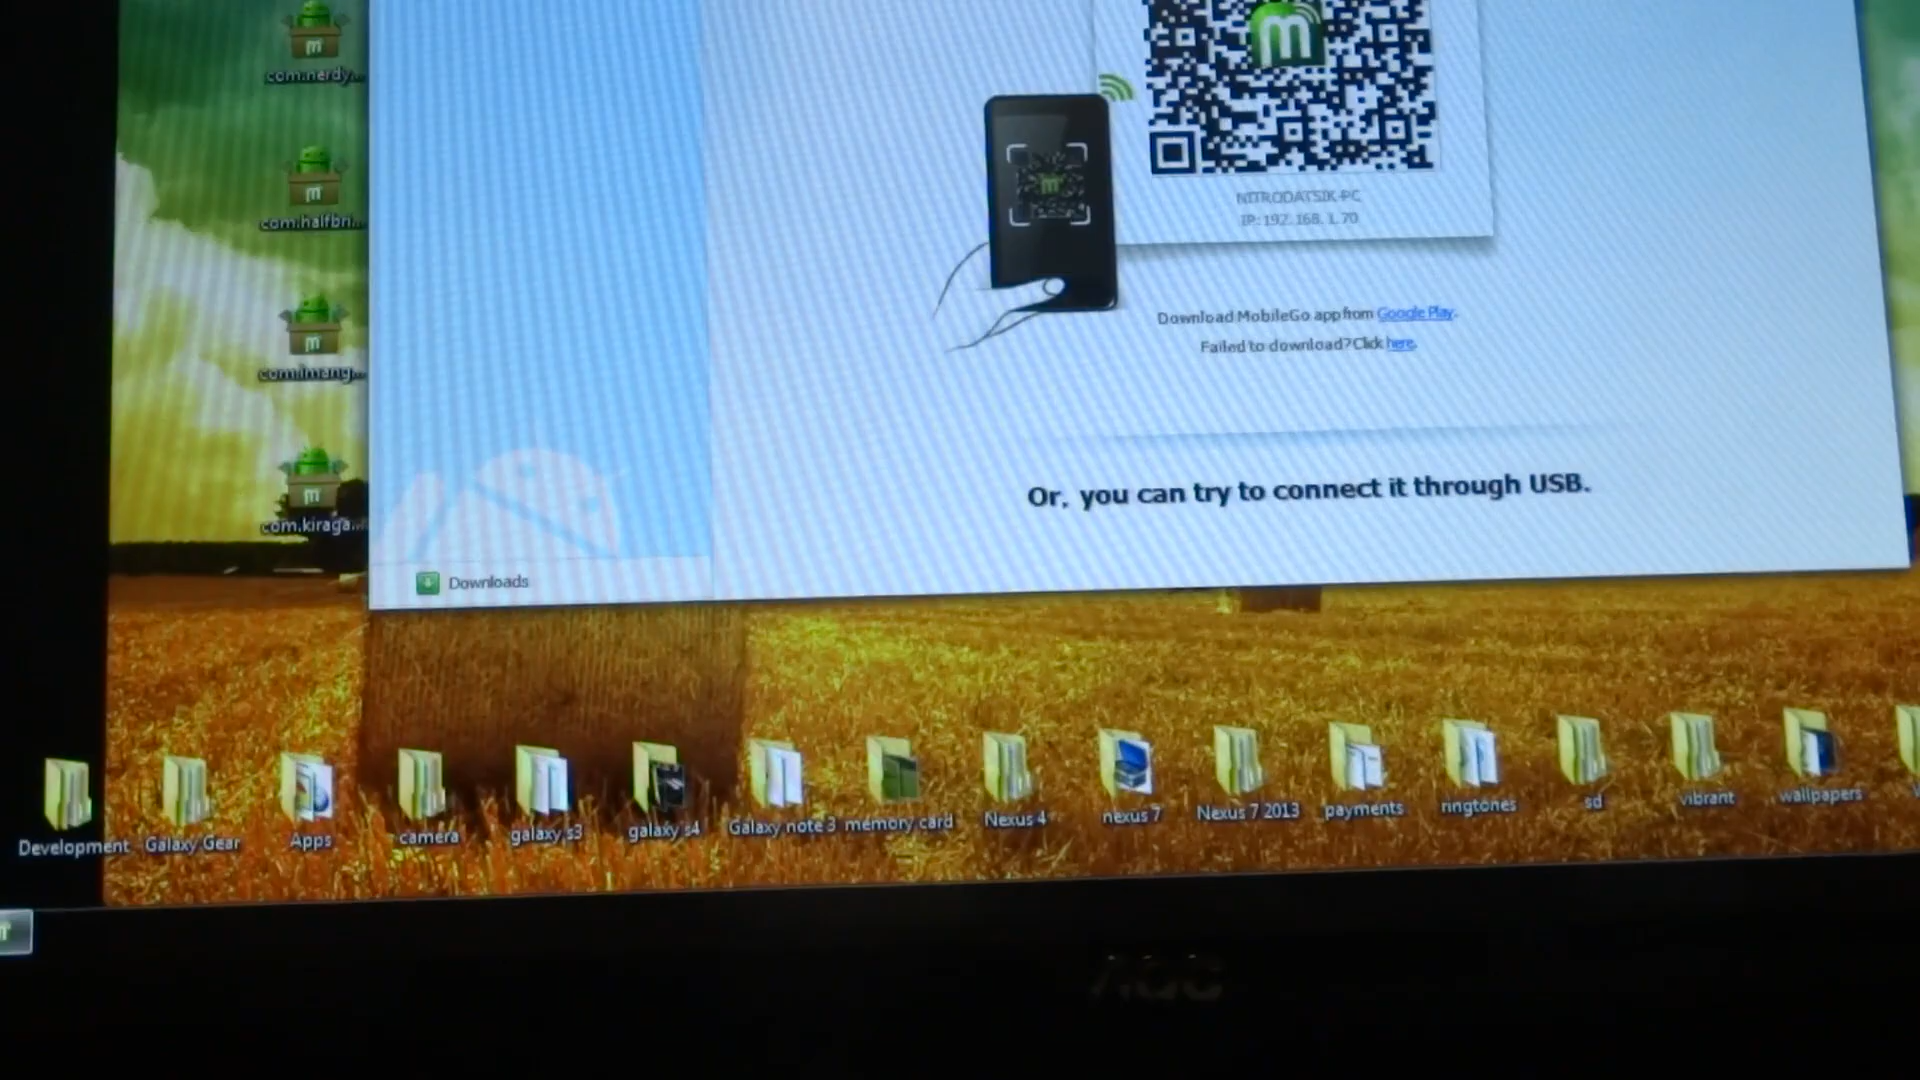 com.nerdy...
com.halfbri...
com.imang...
com.kiraga...
m
NITRODATSIK-PC
IP: 192.168.1.70
Download MobileGo app from Google Play.
Failed to download?Click here.
Or, you can try to connect it through USB.
Downloads
Development
Galaxy Gear
Apps
camera
galaxy s3
galaxy s4
Galaxy note 3
memory card
Nexus 4
nexus 7
Nexus 7 2013
payments
ringtones
sd
vibrant
wallpapers
AOC